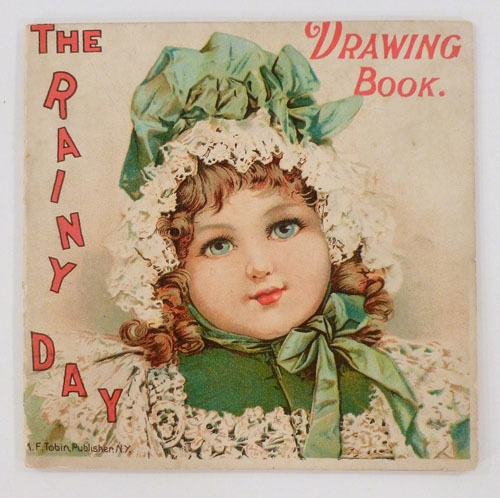 THE
RAINY
DAY
DRAWING
BOOK.
. F. Tobin, Publisher, N.Y.